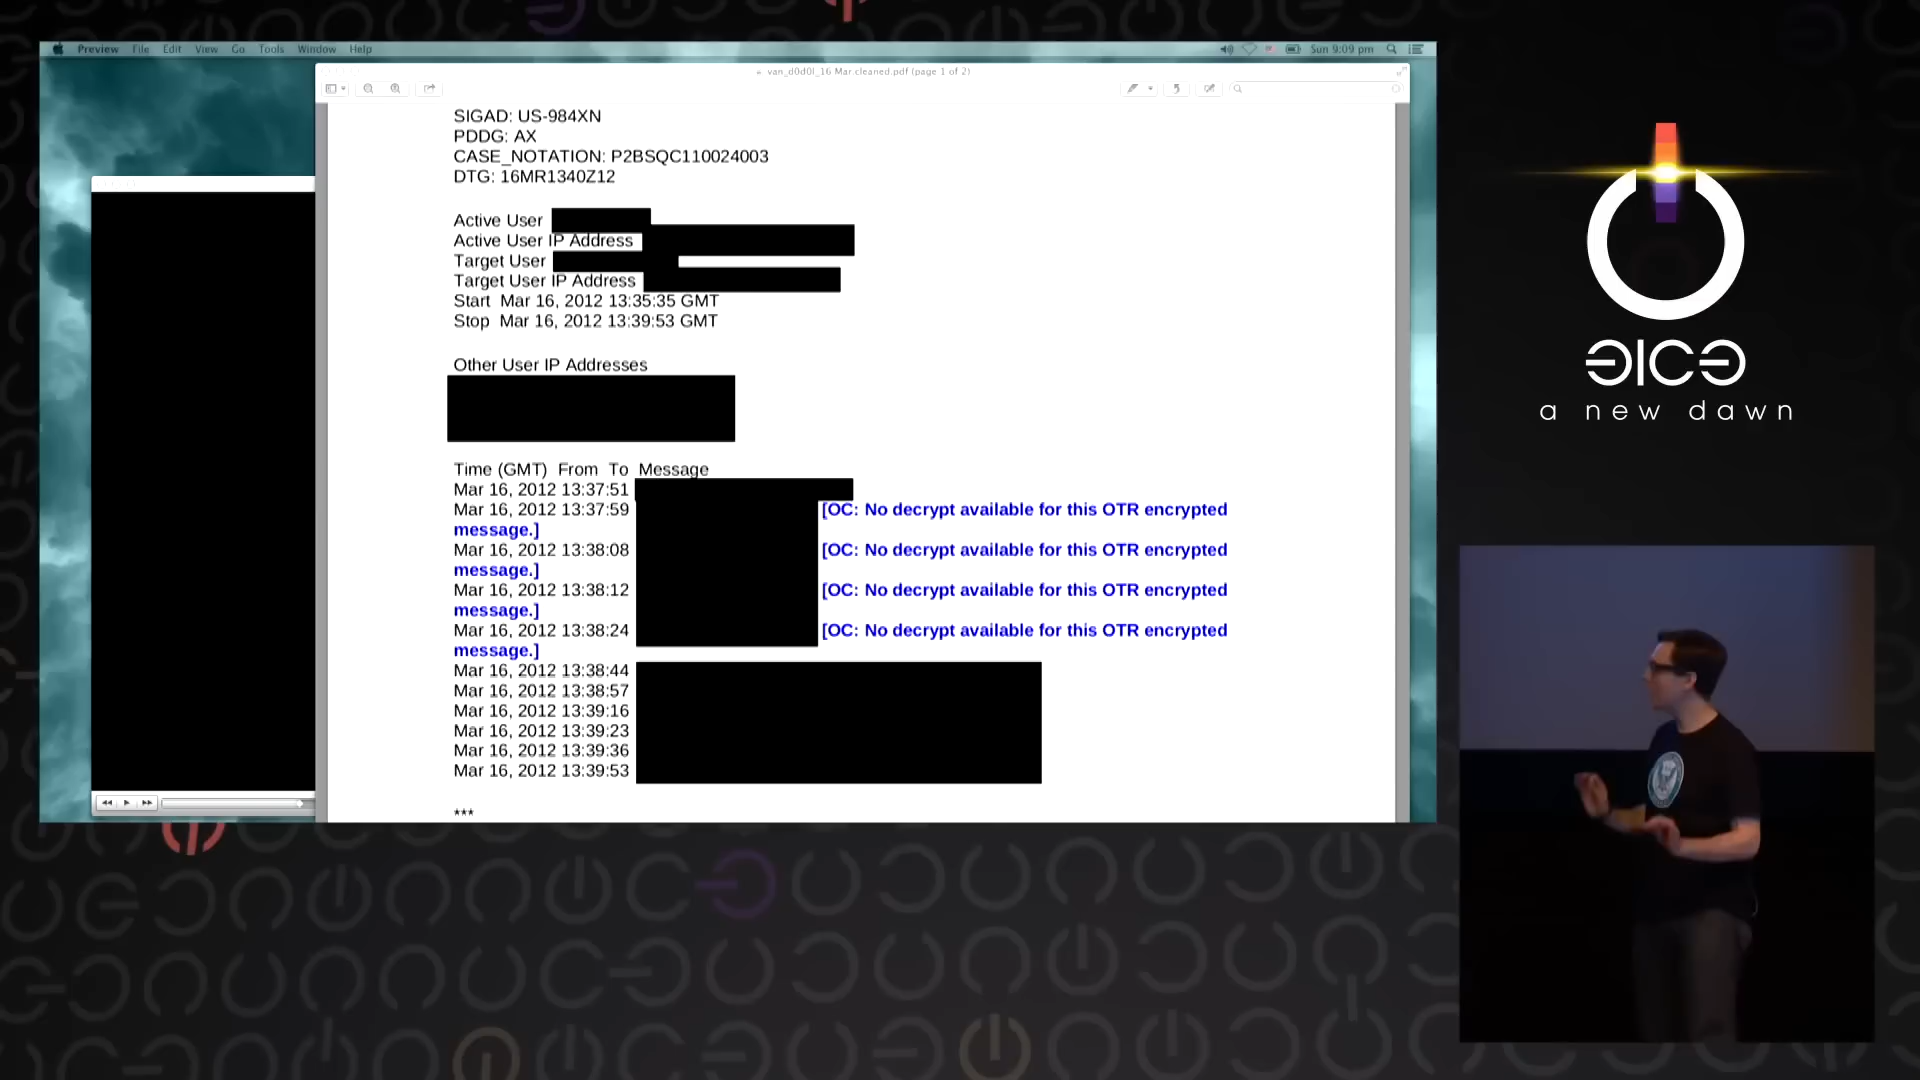 Preview File Edit View Go Tools Window Help
Sun 9:09 pm
van_d0d0l_16 Mar.cleaned.pdf (page 1 of 2)
SIGAD: US-984XN
PDDG: AX
CASE_NOTATION: P2BSQC110024003
DTG: 16MR1340Z12
Active User
Active User IP Address
Target User
Target User IP Address
Start Mar 16, 2012 13:35:35 GMT
Stop Mar 16, 2012 13:39:53 GMT
Other User IP Addresses
Time (GMT) From To Message
Mar 16, 2012 13:37:51
Mar 16, 2012 13:37:59 [OC: No decrypt available for this OTR encrypted
message.]
Mar 16, 2012 13:38:08 [OC: No decrypt available for this OTR encrypted
message.]
Mar 16, 2012 13:38:12 [OC: No decrypt available for this OTR encrypted
message.]
Mar 16, 2012 13:38:24 [OC: No decrypt available for this OTR encrypted
message.]
Mar 16, 2012 13:38:44
Mar 16, 2012 13:38:57
Mar 16, 2012 13:39:16
Mar 16, 2012 13:39:23
Mar 16, 2012 13:39:36
Mar 16, 2012 13:39:53
***
a new dawn